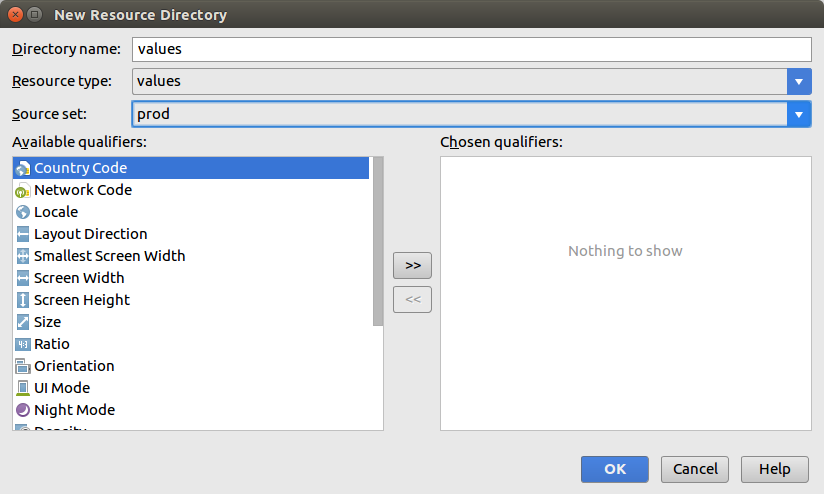 New Resource Directory
Directory name: values
Resource type: values
Source set: prod
Available qualifiers:
Chosen qualifiers:
Country Code
Network Code
Locale
Layout Direction
Smallest Screen Width
Screen Width
Screen Height
Size
Ratio
Orientation
UI Mode
Night Mode
Density
>>
<<
Nothing to show
OK Cancel Help